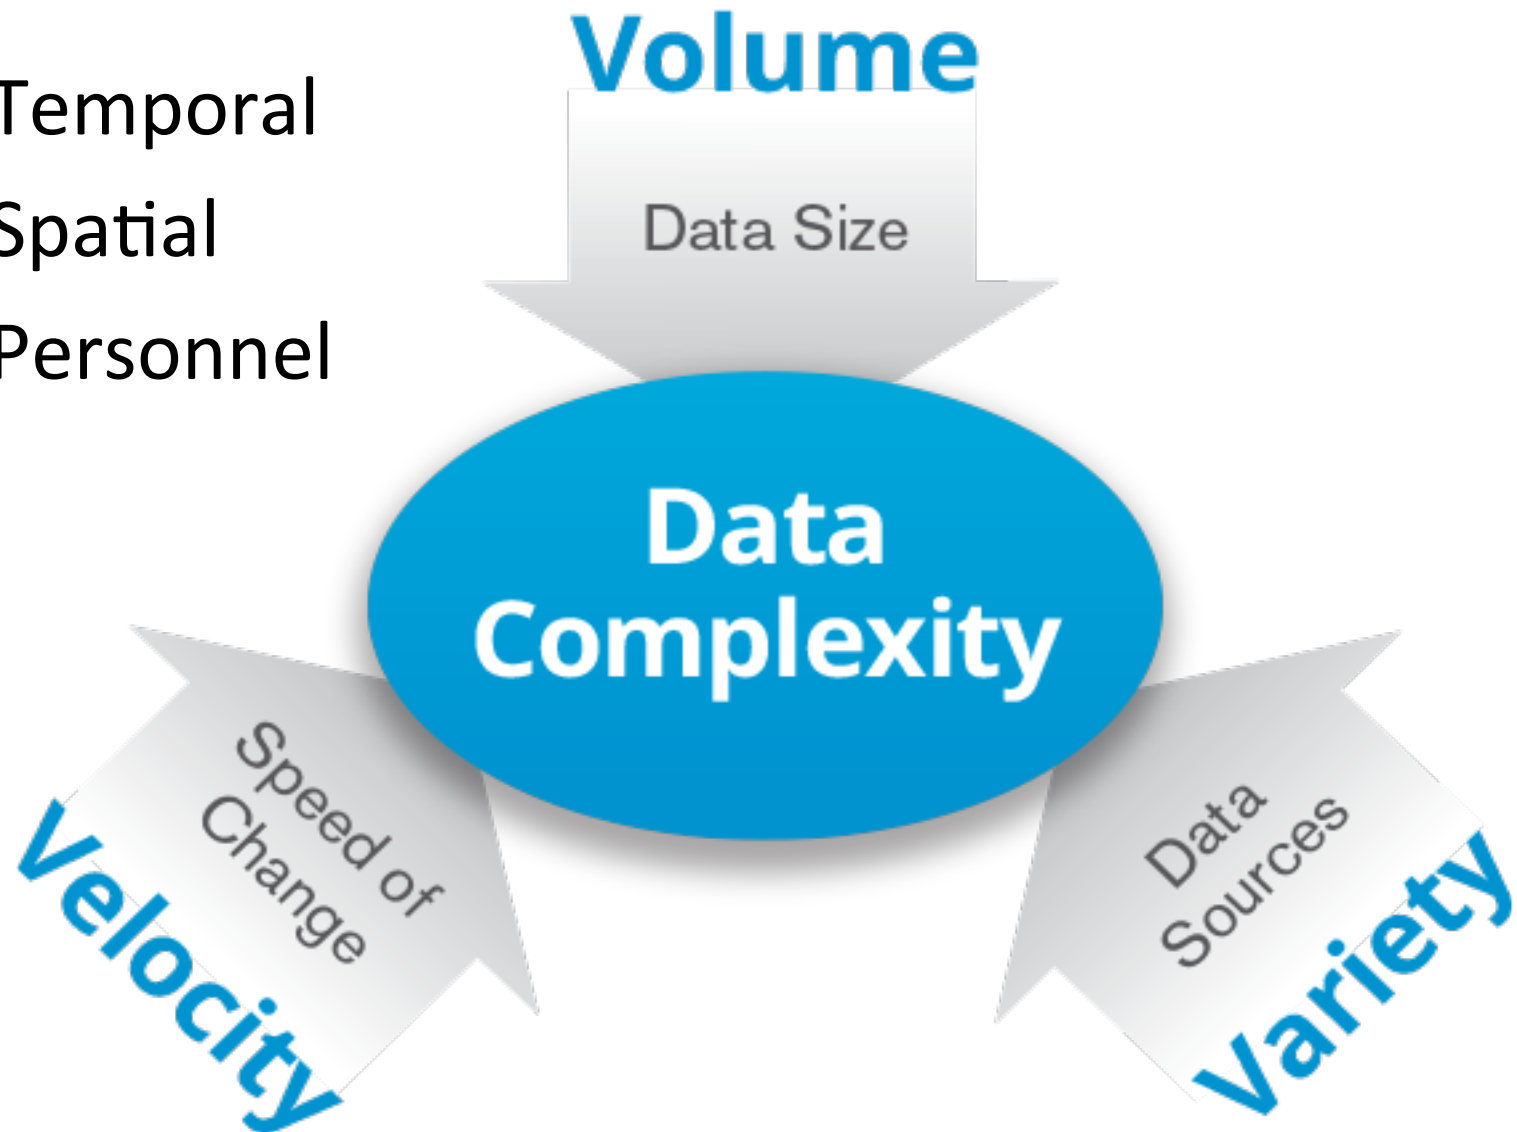 Volume
Temporal
Spatial
Personnel
Data Size
Data
Complexity
Speed of
Change
Velocity
Data
Sources
Variety